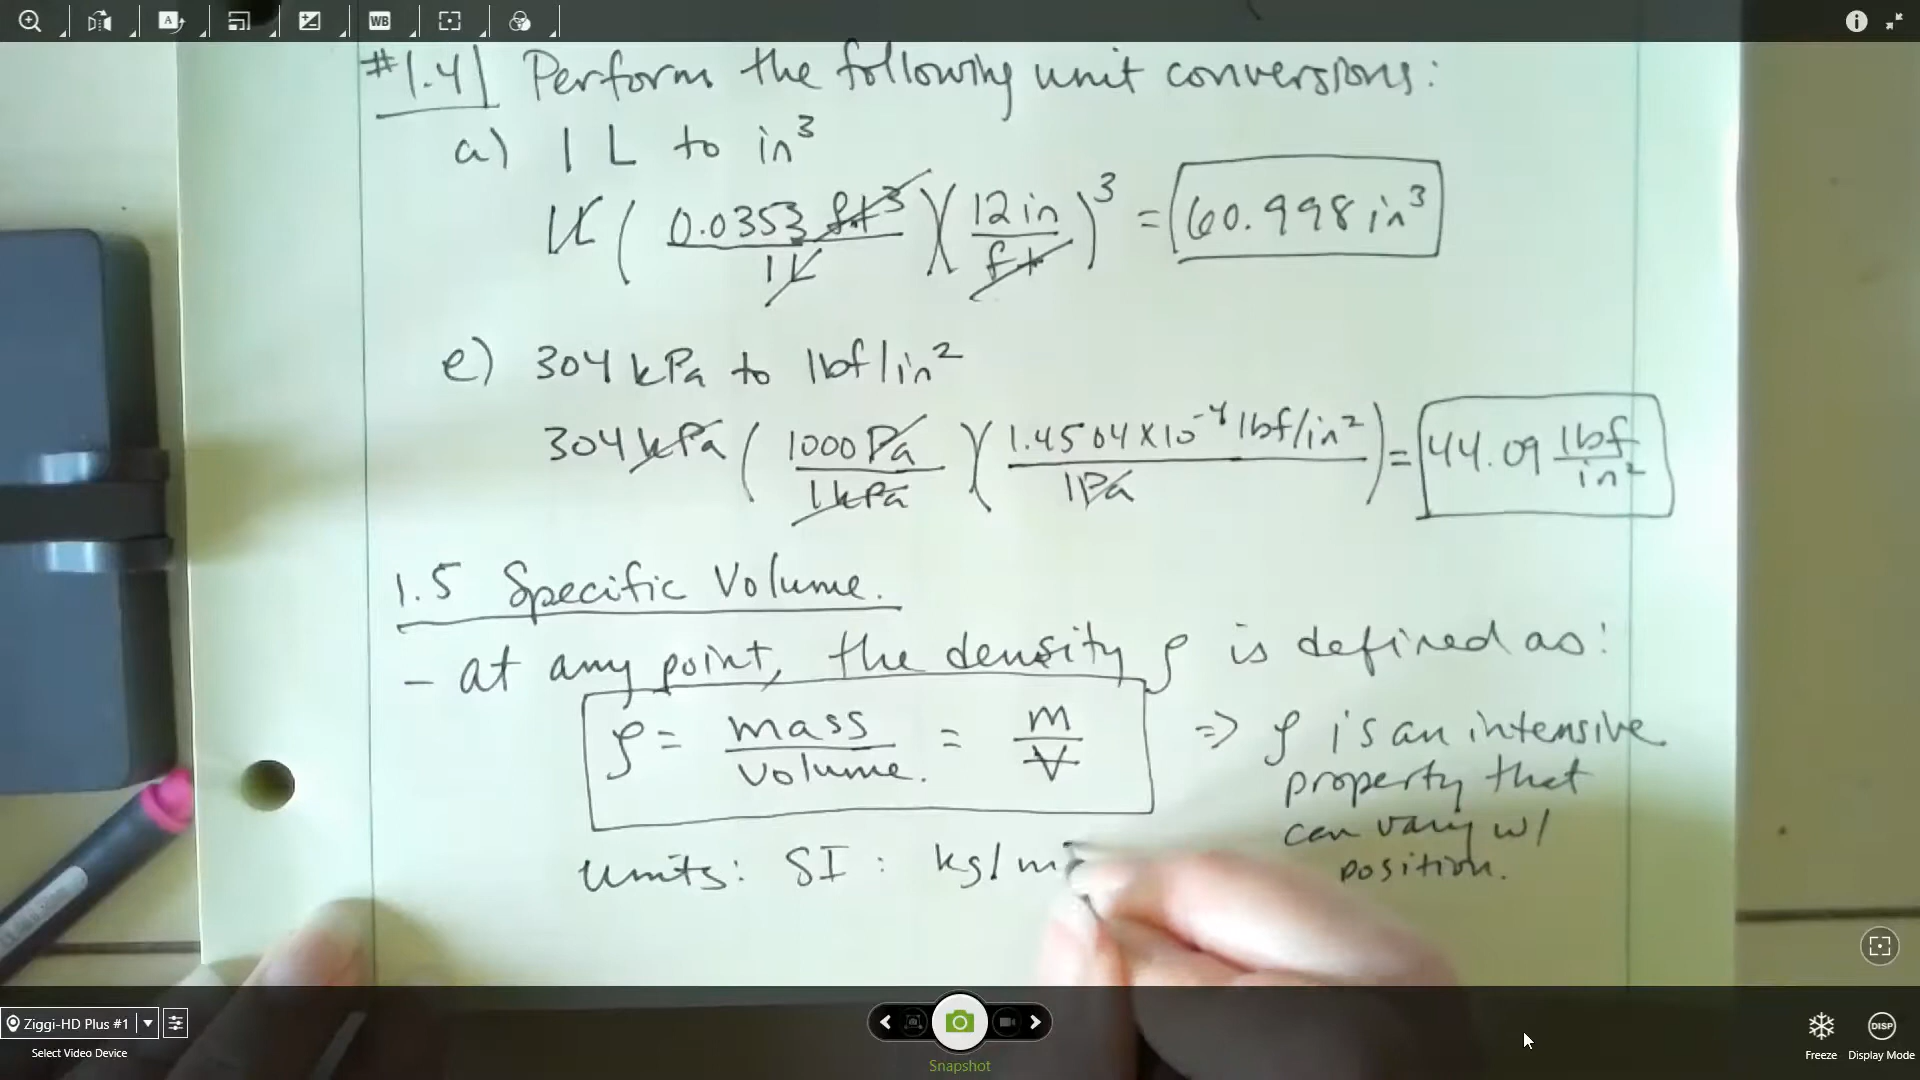 A
WB
#1.4 Perform the following unit conversions:
a) 1 L to in³
1L ( 0.0353 ft³ / 1L )( 12 in / ft )³ = 60.998 in³
e) 304 kPa to lbf/in²
304 kPa ( 1000 Pa / 1 kPa )( 1.4504 × 10⁻⁴ lbf/in² / 1 Pa ) = 44.09 lbf / in²
1.5 Specific Volume.
- at any point, the density ρ is defined as:
ρ = mass / volume. = m / V
⇒ ρ is an intensive
property that
can vary w/
position.
units: SI : kg/m
Ziggi-HD Plus #1
Select Video Device
Snapshot
Freeze
DISP
Display Mode